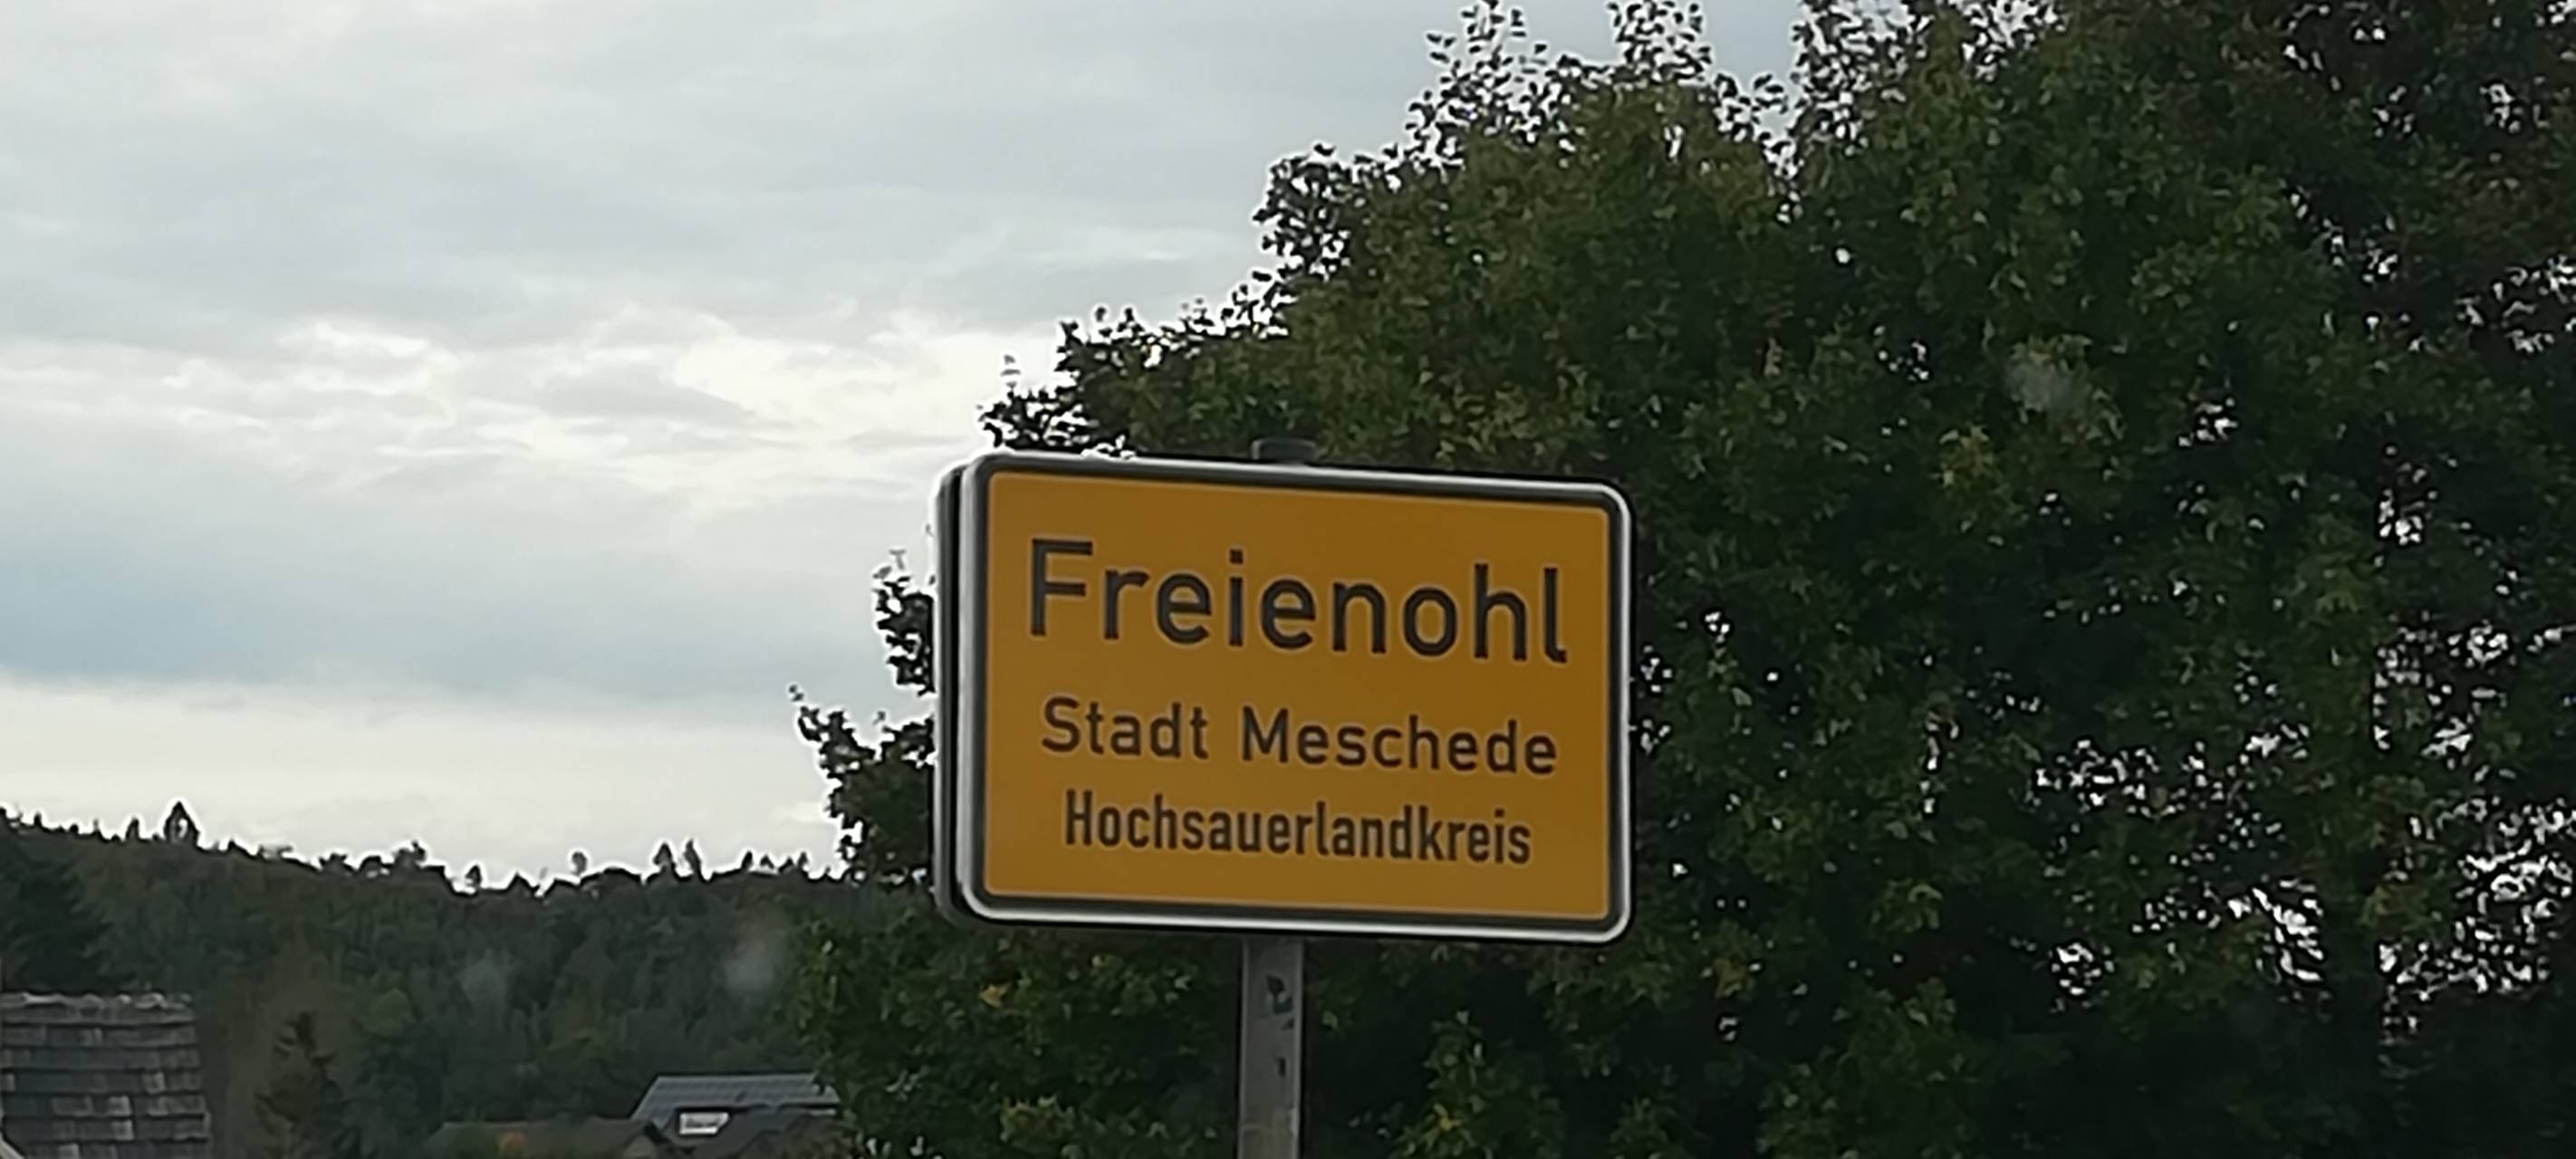 Freienohl
Stadt Meschede
Hochsauerlandkreis